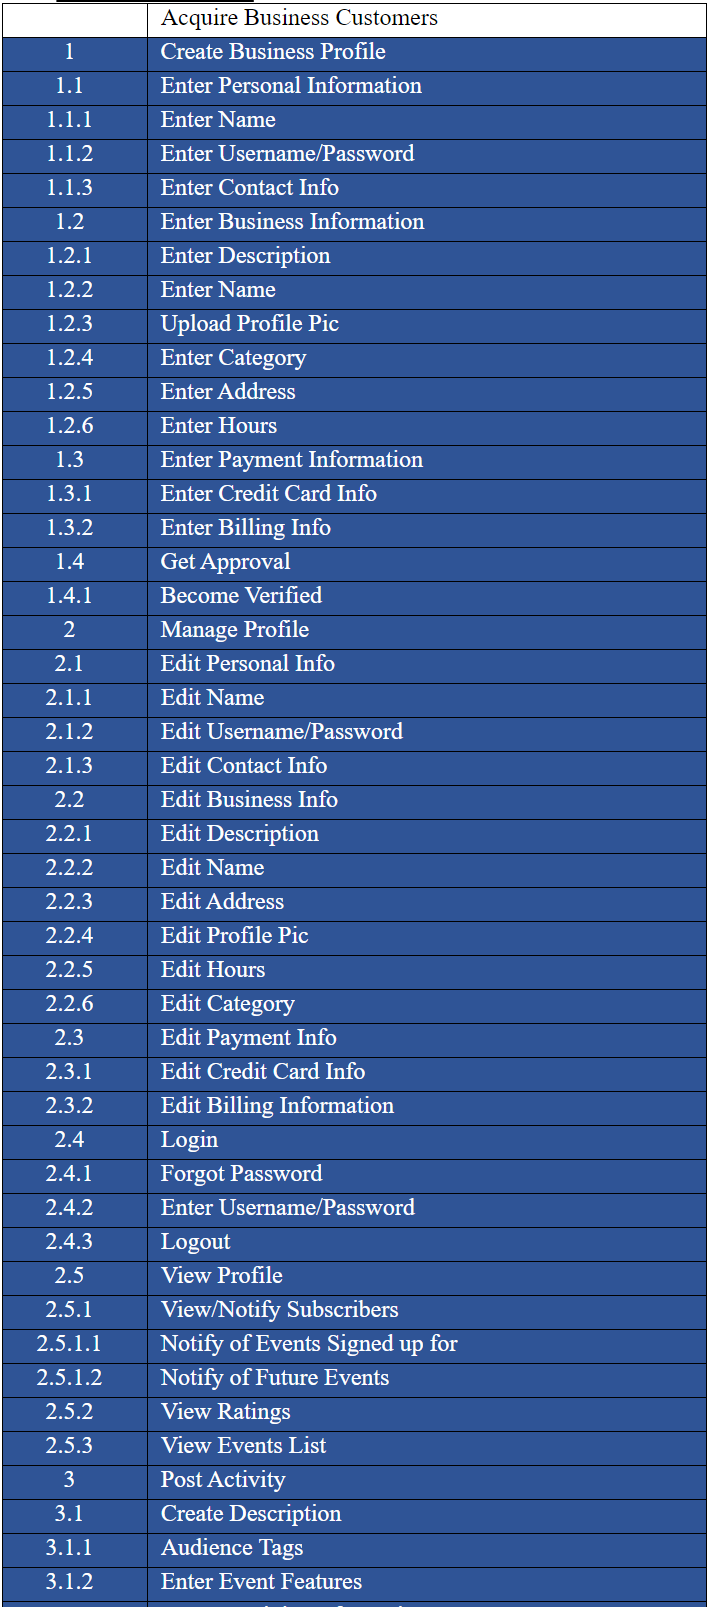 Acquire Business Customers
1 Create Business Profile
1.1 Enter Personal Information
1.1.1 Enter Name
1.1.2 Enter Username/Password
1.1.3 Enter Contact Info
1.2 Enter Business Information
1.2.1 Enter Description
1.2.2 Enter Name
1.2.3 Upload Profile Pic
1.2.4 Enter Category
1.2.5 Enter Address
1.2.6 Enter Hours
1.3 Enter Payment Information
1.3.1 Enter Credit Card Info
1.3.2 Enter Billing Info
1.4 Get Approval
1.4.1 Become Verified
2 Manage Profile
2.1 Edit Personal Info
2.1.1 Edit Name
2.1.2 Edit Username/Password
2.1.3 Edit Contact Info
2.2 Edit Business Info
2.2.1 Edit Description
2.2.2 Edit Name
2.2.3 Edit Address
2.2.4 Edit Profile Pic
2.2.5 Edit Hours
2.2.6 Edit Category
2.3 Edit Payment Info
2.3.1 Edit Credit Card Info
2.3.2 Edit Billing Information
2.4 Login
2.4.1 Forgot Password
2.4.2 Enter Username/Password
2.4.3 Logout
2.5 View Profile
2.5.1 View/Notify Subscribers
2.5.1.1 Notify of Events Signed up for
2.5.1.2 Notify of Future Events
2.5.2 View Ratings
2.5.3 View Events List
3 Post Activity
3.1 Create Description
3.1.1 Audience Tags
3.1.2 Enter Event Features